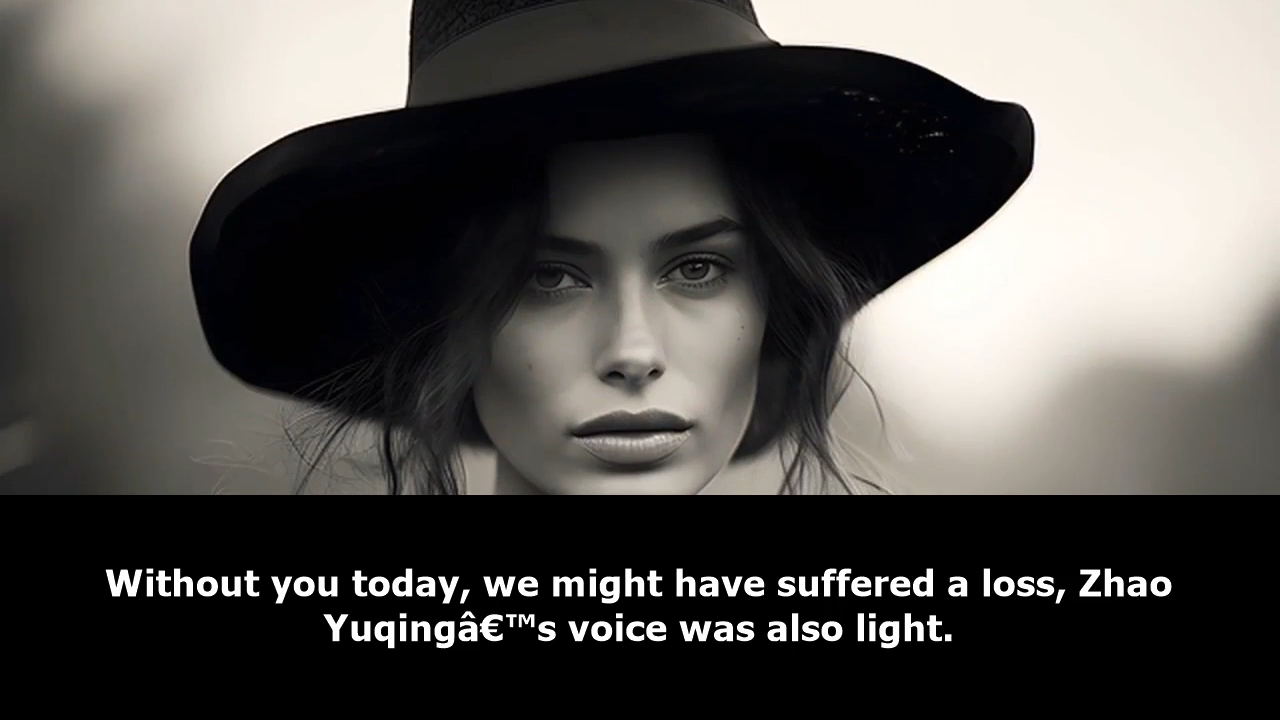 Without you today, we might have suffered a loss, Zhao
Yuqingâ€™s voice was also light.